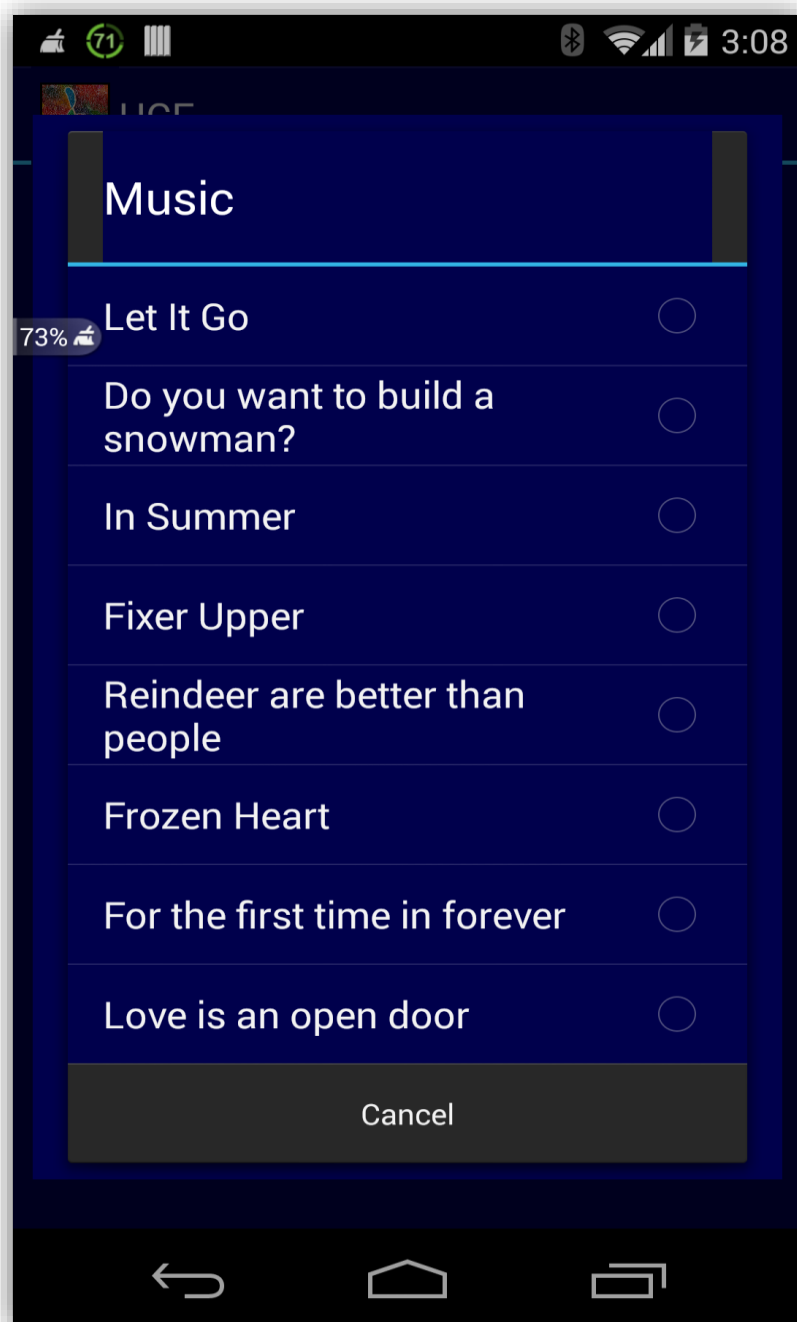 71
3:08
Music
Let It Go
73%
Do you want to build a
snowman?
In Summer
Fixer Upper
Reindeer are better than
people
Frozen Heart
For the first time in forever
Love is an open door
Cancel